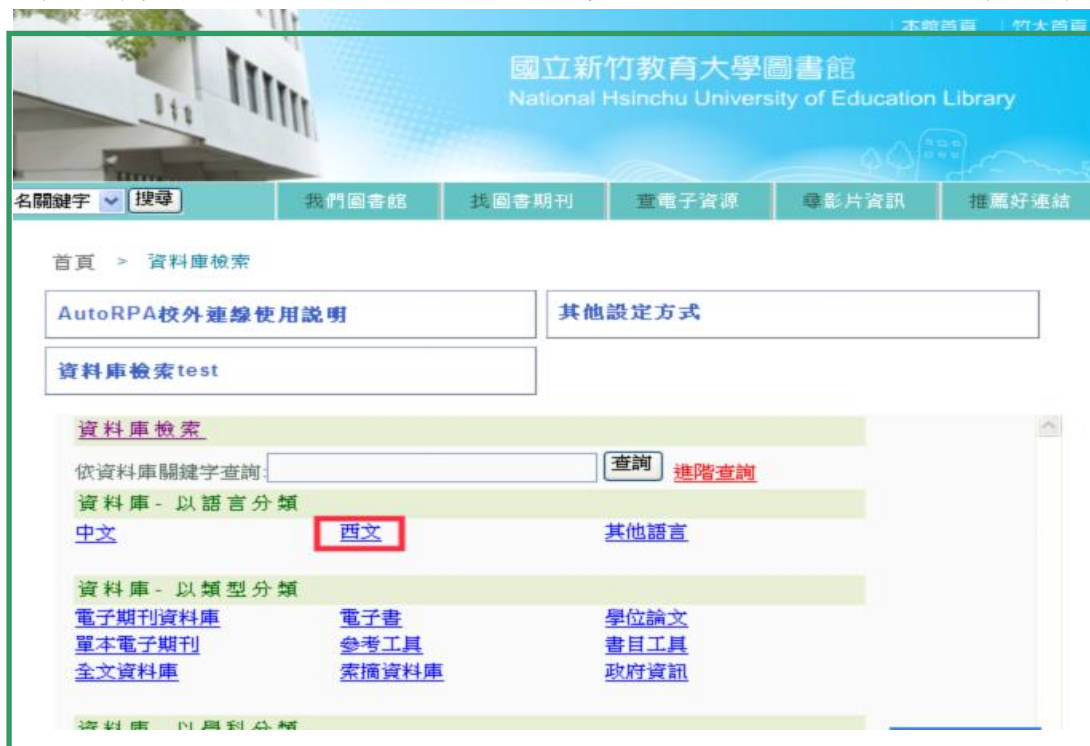 本館首頁 | 竹大首頁
國立新竹教育大學圖書館
National Hsinchu University of Education Library
名關鍵字 搜尋 我們圖書館 找圖書期刊 查電子資源 尋影片資訊 推薦好連結
首頁 > 資料庫檢索
AutoRPA校外連線使用説明 其他設定方式
資料庫檢索test
資料庫檢索
依資料庫關鍵字查詢: 查詢 進階查詢
資料庫- 以語言分類
中文 西文 其他語言
資料庫- 以類型分類
電子期刊資料庫 電子書 學位論文
單本電子期刊 參考工具 書目工具
全文資料庫 索摘資料庫 政府資訊
資料庫 以學科分類